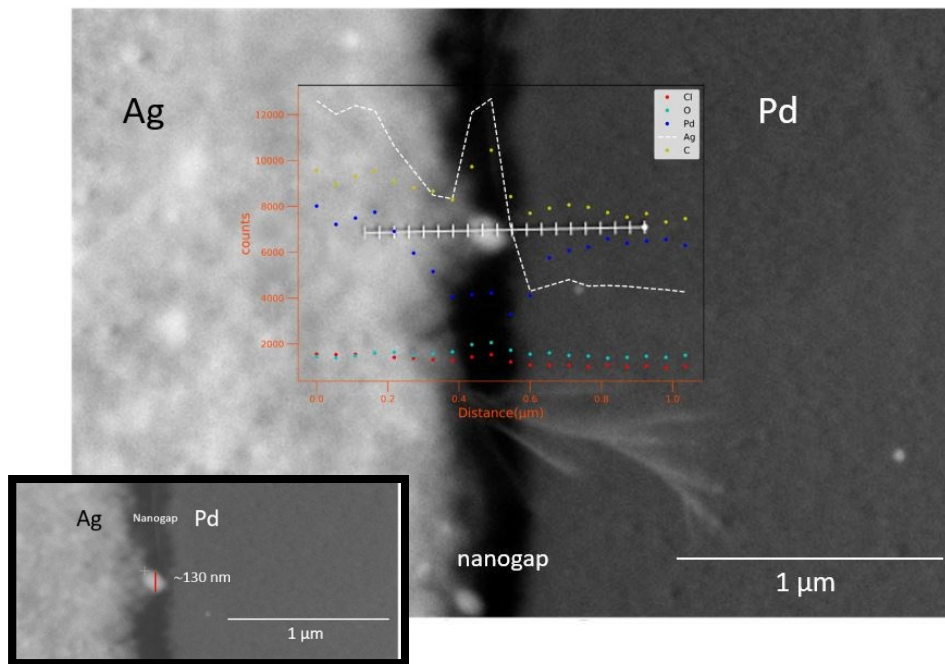 Ag
Pd
Cl
O
Pd
Ag
C
counts
12000
10000
8000
6000
4000
2000
0.0
0.2
0.4
0.6
0.8
1.0
Distance(μm)
nanogap
1 μm
Ag
Nanogap
Pd
~130 nm
1 μm